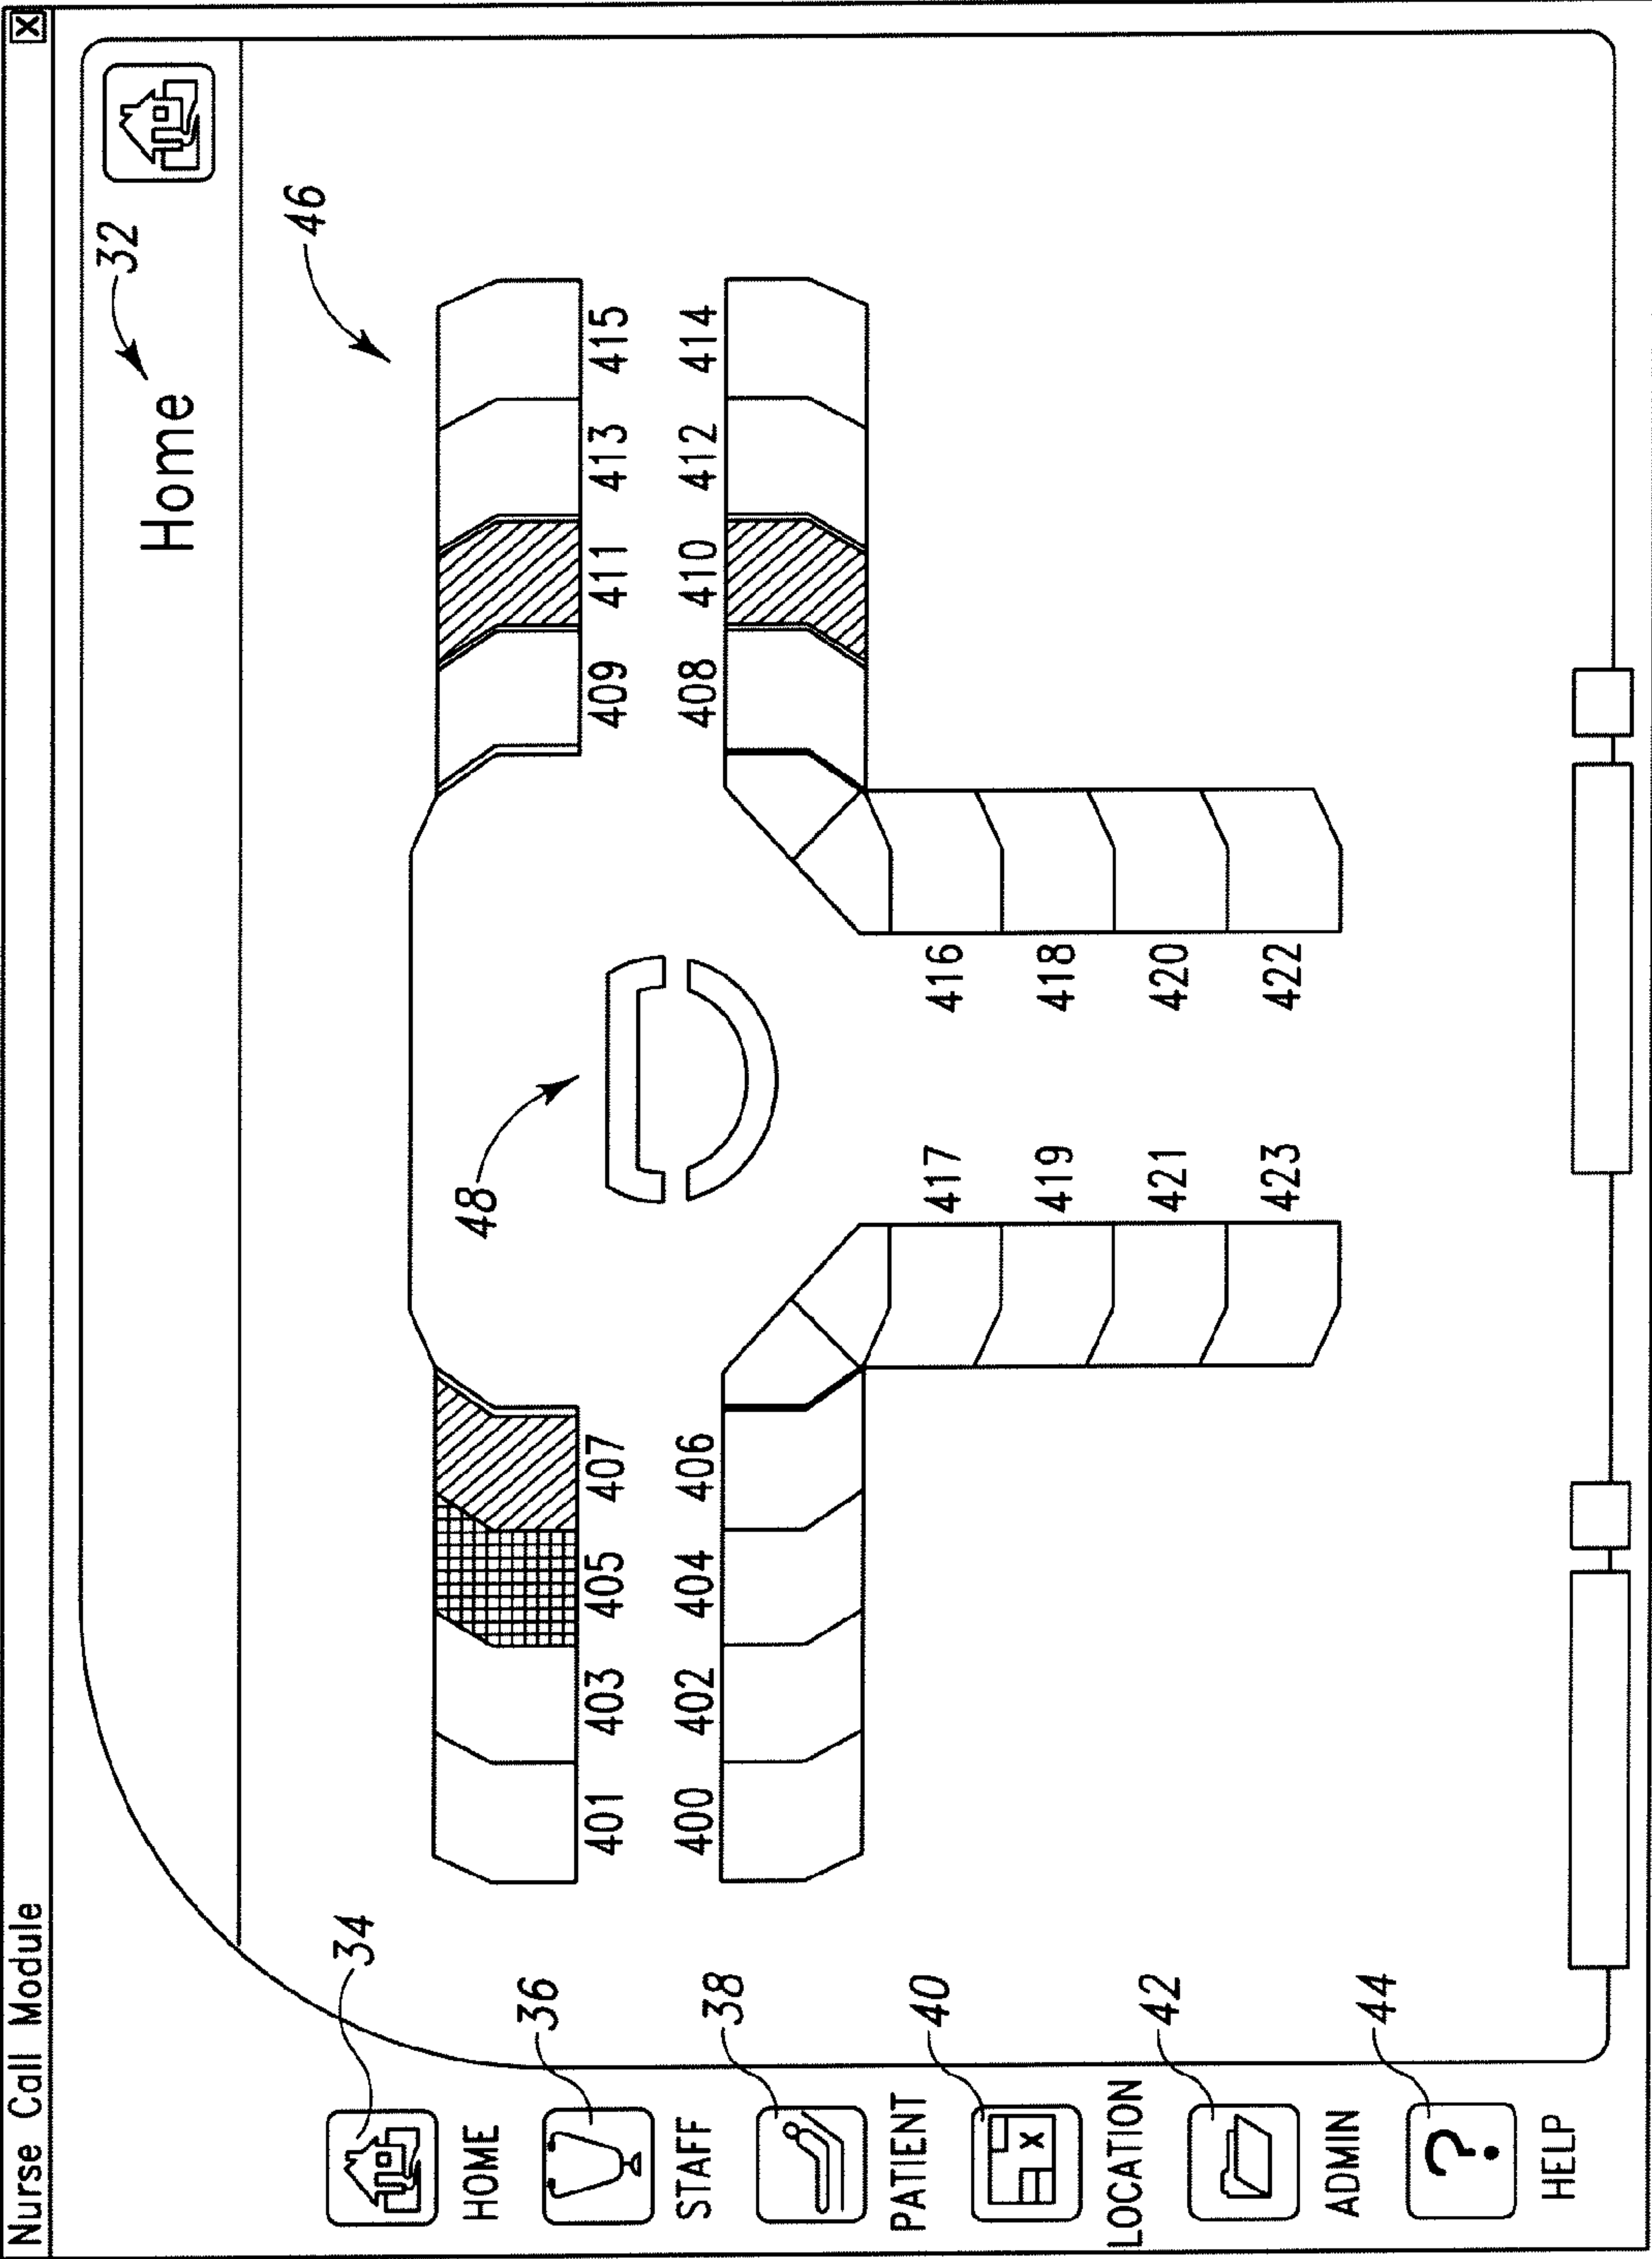 Nurse Call Module
X
Home
32
34
HOME
36
STAFF
38
PATIENT
40
X
LOCATION
42
ADMIN
44
?
HELP
46
401 403 405 407 409 411 413 415
400 402 404 406 408 410 412 414
48
417 416
419 418
421 420
423 422